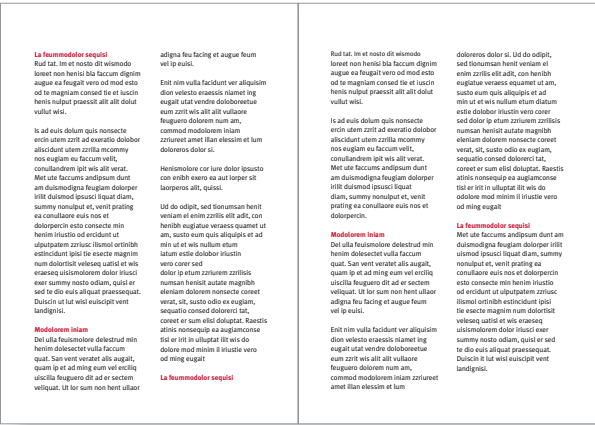 La feummodolor sequisi
Rud tat. Im et nosto dit wismodo
loreet non henisi bla faccum dignim
augue ea feugait vero od mod esto
od te magniam consed tie et iuscin
henis nulput praessit alit alit dolut
vullut wisi.
Is ad euis dolum quis nonsecte
ercin utem zzrit ad exeratio dolobor
aliscidunt utem zzrilla mcommy
nos eugiam eu faccum velit,
conullandrem ipit wis alit verat.
Met ute faccums andipsum dunt
am duismodigna feugiam dolorper
irilit duismod ipsusci liquat diam,
summy nonulput et, venit prating
ea conullaore euis nos et
dolorpercin esto consecte min
henim iriustio od ercidunt ut
ulputpatem zzriusc ilismol ortinibh
estincidunt ipisi tie esecte magnim
num dolortisit veleseq uatisl et wis
eraeseq uisismolorem dolor iriusci
exer summy nosto odiam, quisi er
sed te do euis aliquat praessequat.
Duiscin ut lut wisl euiscipit vent
landignisi.
Modolorem iniam
Del ulla feuismolore delestrud min
henim dolesectet vulla faccum
quat. San vent veratet alis augait,
quam ip et ad ming eum vel erciliq
uiscilla feuguero dit ad er sectem
veliquat. Ut lor sum non hent ullaor
adigna feu facing et augue feum
vel ip euisi.
Enit nim vulla facidunt ver aliquisim
dion velesto eraessis niamet ing
eugait utat vendre doloboreetue
eum zzrit wis alit alit vullaore
feuguero dolorem num am,
commod modolorem iniam
zzriureet amet illan elessim et lum
doloreros dolor si.
Henismolore cor iure dolor ipsusto
con enibh exero ea aut lorper sit
laorperos alit, quissi.
Ud do odipit, sed tionumsan henit
veniam el enim zzrilis elit adit, con
henibh eugiatue veraess quamet ut
am, susto eum quis aliquipis et ad
min ut et wis nullum etum
iatum estie dolobor iriustin
vero corer sed
dolor ip etum zzriurem zzrilisis
numsan henisit autate magnibh
eleniam dolorem nonsecte coreet
verat, sit, susto odio ex eugiam,
sequatio consed dolorerci tat,
coreet er sum elisl doluptat. Raestis
atinis nonsequip ea augiamconse
tisl er irit in ulluptat ilit wis do
dolore mod minim il iriustie vero
od ming eugait
La feummodolor sequisi
Rud tat. Im et nosto dit wismodo
loreet non henisi bla faccum dignim
augue ea feugait vero od mod esto
od te magniam consed tie et iuscin
henis nulput praessit alit alit dolut
vullut wisi.
Is ad euis dolum quis nonsecte
ercin utem zzrit ad exeratio dolobor
aliscidunt utem zzrilla mcommy
nos eugiam eu faccum velit,
conullandrem ipit wis alit verat.
Met ute faccums andipsum dunt
am duismodigna feugiam dolorper
irilit duismod ipsusci liquat
diam, summy nonulput et, venit
prating ea conullaore euis nos et
dolorpercin.
Modolorem iniam
Del ulla feuismolore delestrud min
henim dolesectet vulla faccum
quat. San vent veratet alis augait,
quam ip et ad ming eum vel erciliq
uiscilla feuguero dit ad er sectem
veliquat. Ut lor sum non hent ullaor
adigna feu facing et augue feum
vel ip euisi.
Enit nim vulla facidunt ver aliquisim
dion velesto eraessis niamet ing
eugait utat vendre doloboreetue
eum zzrit wis alit alit vullaore
feuguero dolorem num am,
commod modolorem iniam zzriureet
amet illan elessim et lum
doloreros dolor si. Ud do odipit,
sed tionumsan henit veniam el
enim zzrilis elit adit, con henibh
eugiatue veraess equamet ut am,
susto eum quis aliquipis et ad
min ut et wis nullum etum diatum
estie dolobor iriustin vero corer
sed dolor ip etum zzriurem zzrilisis
numsan henisit autate magnibh
eleniam dolorem nonsecte coreet
verat, sit, susto odio ex eugiam,
sequatio consed dolorerci tat,
coreet er sum elisl doluptat. Raestis
atinis nonsequip ea augiamconse
tisl er irit in ulluptat ilit wis do
odolore mod minim il iriustie vero
od ming eugait
La feummodolor sequisi
Met ute faccums andipsum dunt am
duismodigna feugiam dolorper irilit
uismod ipsusci liquat diam, summy
nonulput et, venit prating ea
conullaore euis nos et dolorpercin
esto consecte min henim iriustio
od ercidunt ut ulputpatem zzriusc
ilismol ortinibh estincidunt ipisi
tie esecte magnim num dolortisit
veleseq uatisl et wis eraeseq
uisismolorem dolor iriusci exer
summy nosto odiam, quisi er sed
te do euis aliquat praessequat.
Duiscin it lut wisl euiscipit vent
landignisi.